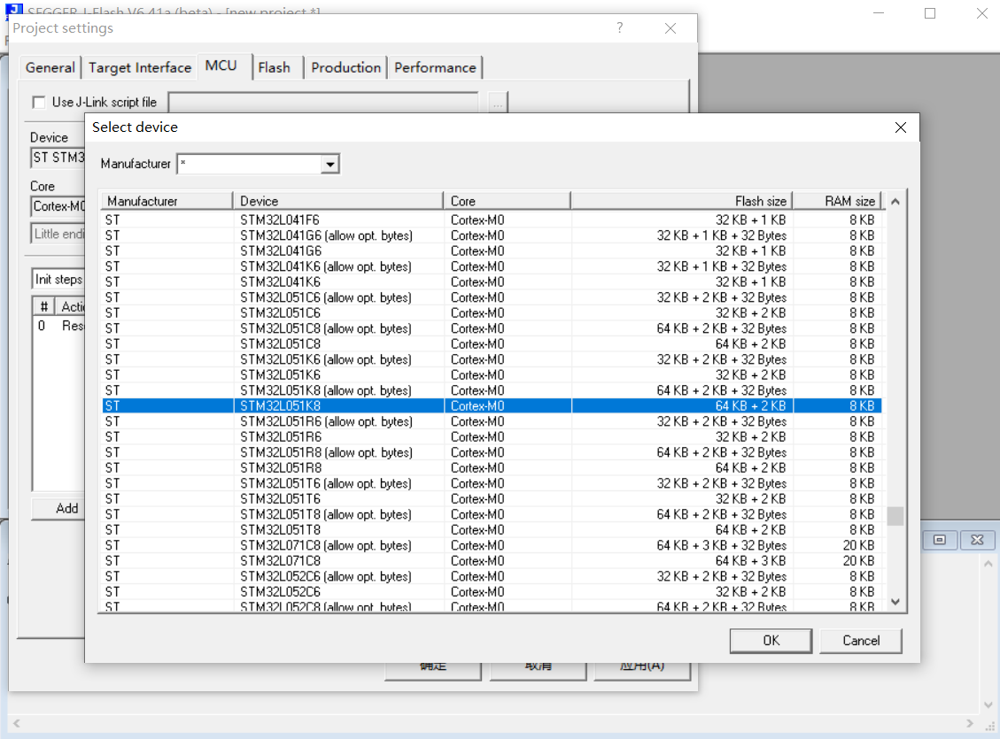 SEGGER J-Flash V6.41a (beta) - [new project *]
Project settings
?
General Target Interface MCU Flash Production Performance
Use J-Link script file ...
Select device
Manufacturer *
Device
ST STM3
Core
Cortex-M0
Little endi
Init steps
# Actio
0 Res
Add
Manufacturer Device Core Flash size RAM size
ST STM32L041F6 Cortex-M0 32 KB + 1 KB 8 KB
ST STM32L041G6 (allow opt. bytes) Cortex-M0 32 KB + 1 KB + 32 Bytes 8 KB
ST STM32L041G6 Cortex-M0 32 KB + 1 KB 8 KB
ST STM32L041K6 (allow opt. bytes) Cortex-M0 32 KB + 1 KB + 32 Bytes 8 KB
ST STM32L041K6 Cortex-M0 32 KB + 1 KB 8 KB
ST STM32L051C6 (allow opt. bytes) Cortex-M0 32 KB + 2 KB + 32 Bytes 8 KB
ST STM32L051C6 Cortex-M0 32 KB + 2 KB 8 KB
ST STM32L051C8 (allow opt. bytes) Cortex-M0 64 KB + 2 KB + 32 Bytes 8 KB
ST STM32L051C8 Cortex-M0 64 KB + 2 KB 8 KB
ST STM32L051K6 (allow opt. bytes) Cortex-M0 32 KB + 2 KB + 32 Bytes 8 KB
ST STM32L051K6 Cortex-M0 32 KB + 2 KB 8 KB
ST STM32L051K8 (allow opt. bytes) Cortex-M0 64 KB + 2 KB + 32 Bytes 8 KB
ST STM32L051K8 Cortex-M0 64 KB + 2 KB 8 KB
ST STM32L051R6 (allow opt. bytes) Cortex-M0 32 KB + 2 KB + 32 Bytes 8 KB
ST STM32L051R6 Cortex-M0 32 KB + 2 KB 8 KB
ST STM32L051R8 (allow opt. bytes) Cortex-M0 64 KB + 2 KB + 32 Bytes 8 KB
ST STM32L051R8 Cortex-M0 64 KB + 2 KB 8 KB
ST STM32L051T6 (allow opt. bytes) Cortex-M0 32 KB + 2 KB + 32 Bytes 8 KB
ST STM32L051T6 Cortex-M0 32 KB + 2 KB 8 KB
ST STM32L051T8 (allow opt. bytes) Cortex-M0 64 KB + 2 KB + 32 Bytes 8 KB
ST STM32L051T8 Cortex-M0 64 KB + 2 KB 8 KB
ST STM32L071C8 (allow opt. bytes) Cortex-M0 64 KB + 3 KB + 32 Bytes 20 KB
ST STM32L071C8 Cortex-M0 64 KB + 3 KB 20 KB
ST STM32L052C6 (allow opt. bytes) Cortex-M0 32 KB + 2 KB + 32 Bytes 8 KB
ST STM32L052C6 Cortex-M0 32 KB + 2 KB 8 KB
ST STM32L052C8 (allow opt. bytes) Cortex-M0 64 KB + 2 KB + 32 Bytes 8 KB
OK Cancel
确定 取消 应用(A)